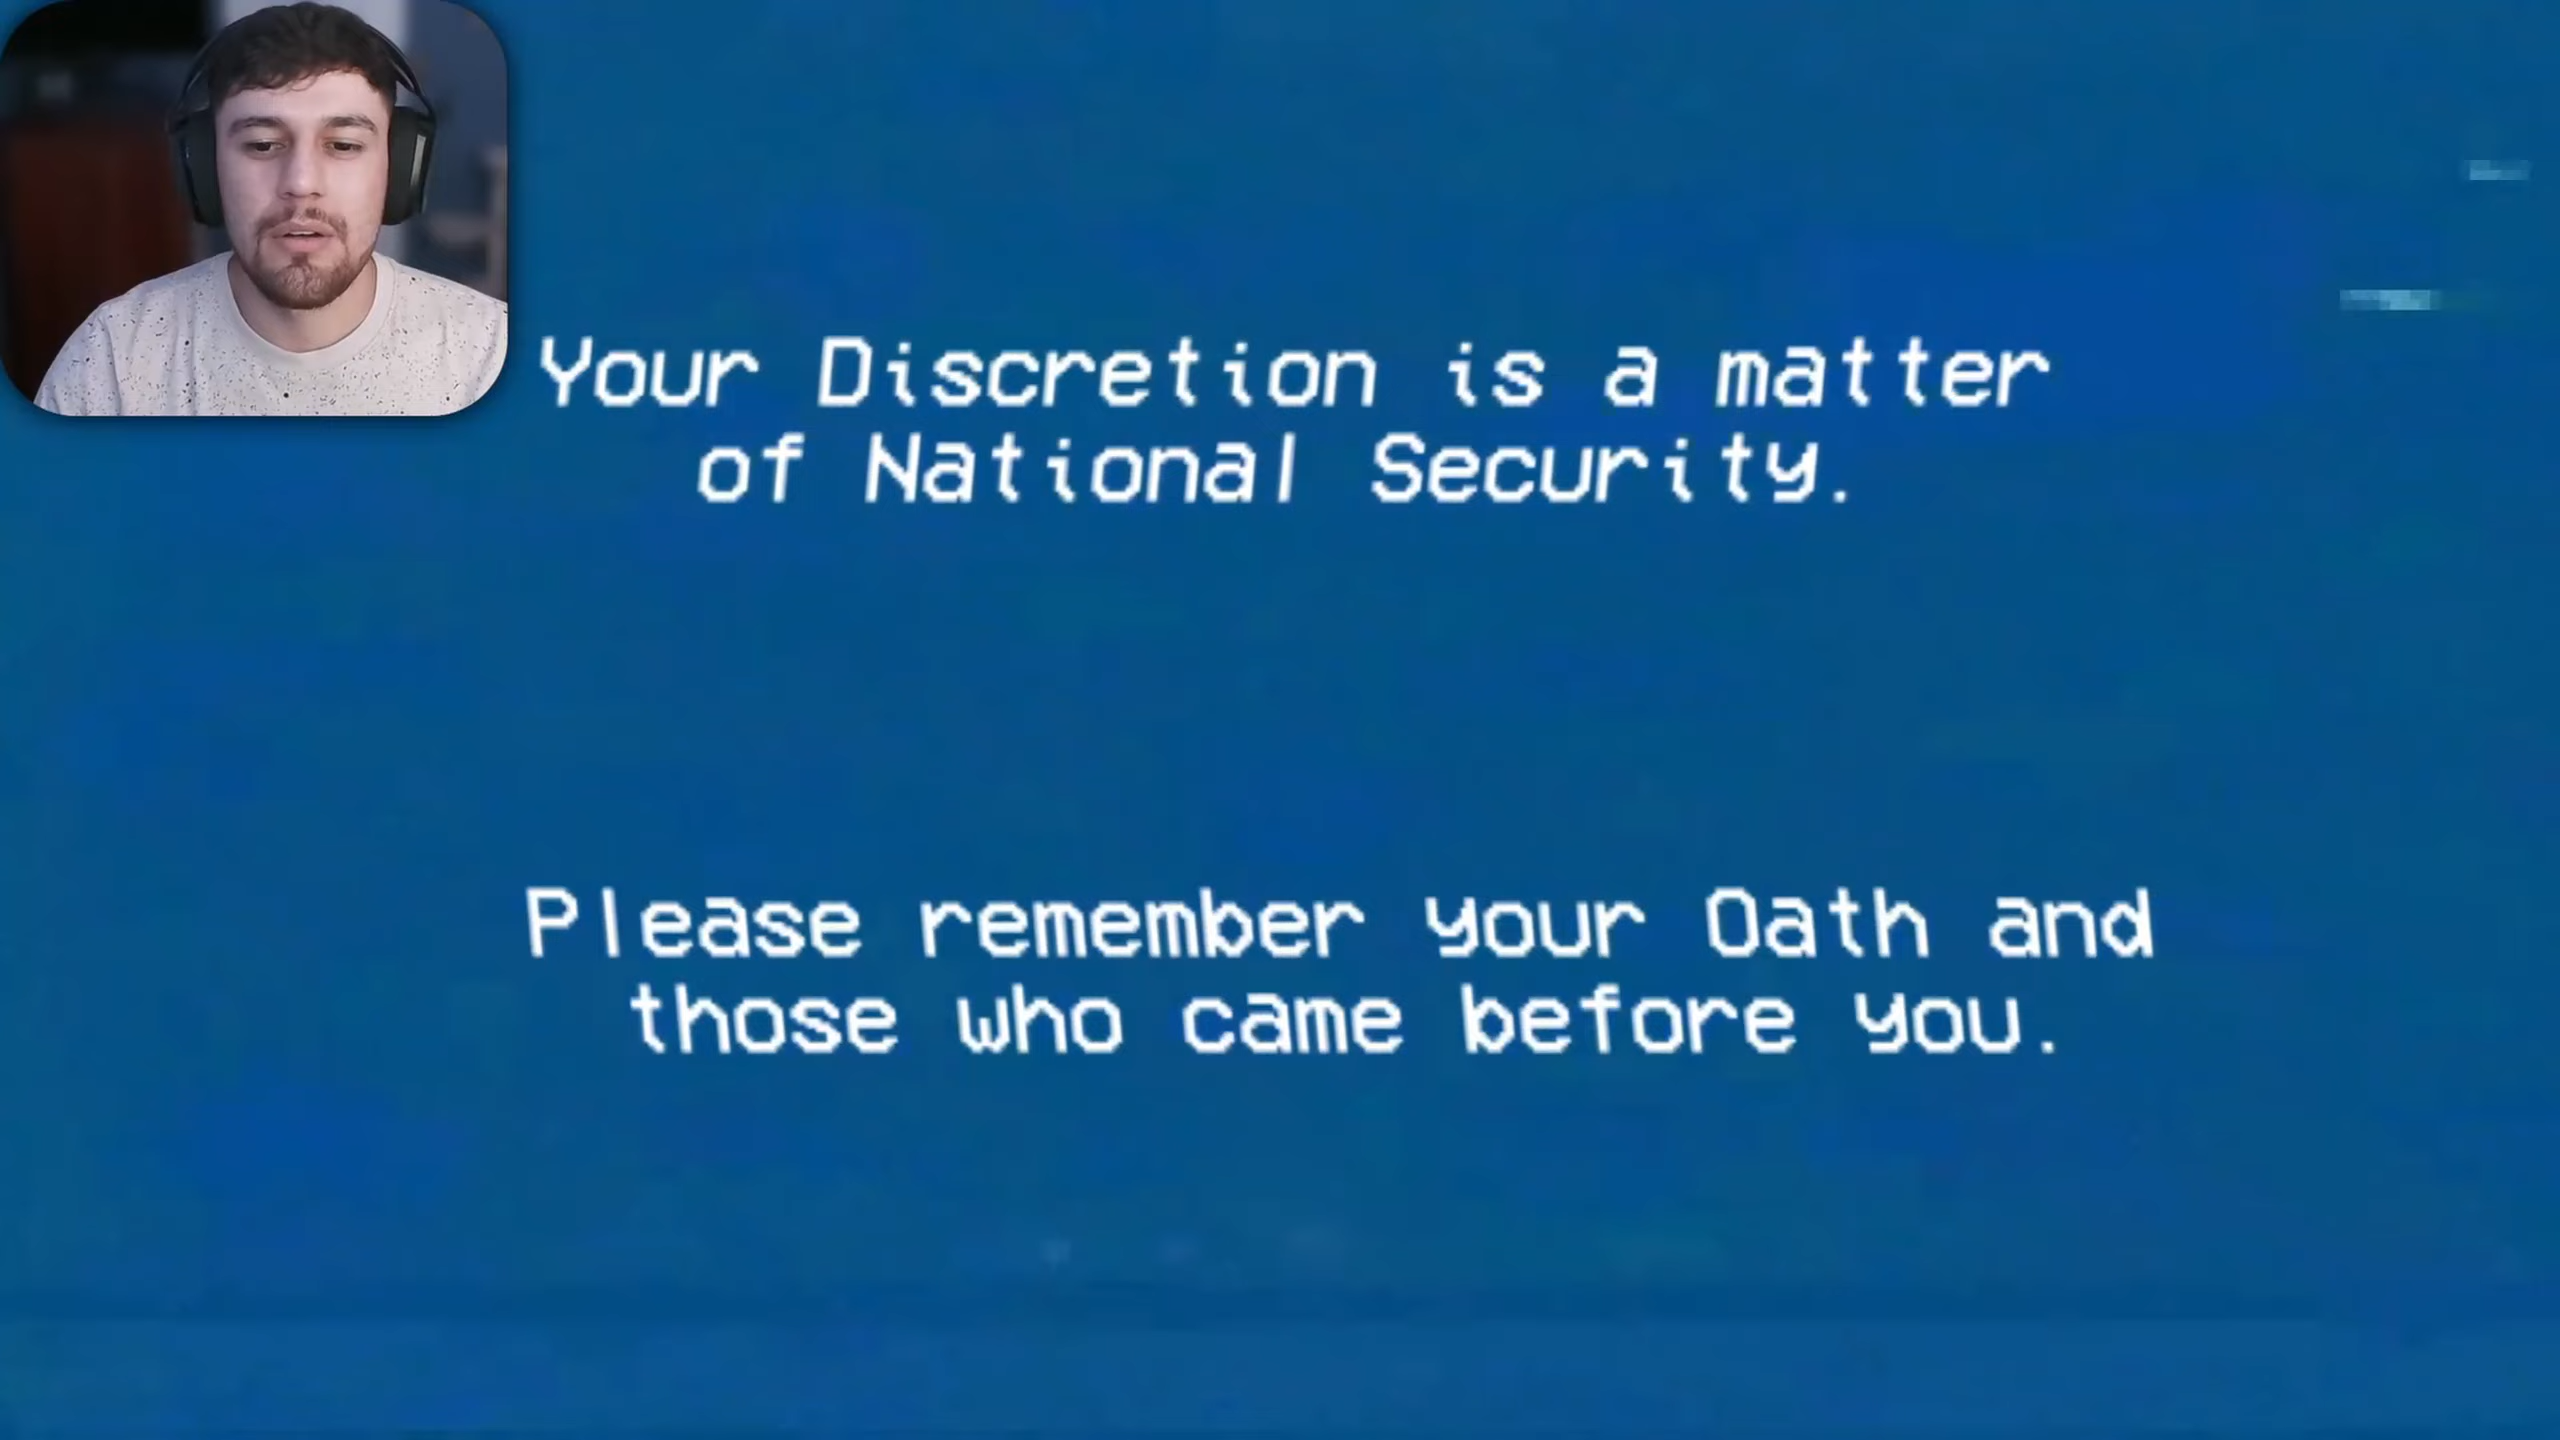 Your Discretion is a matter
of National Security.
Please remember your Oath and
those who came before you.